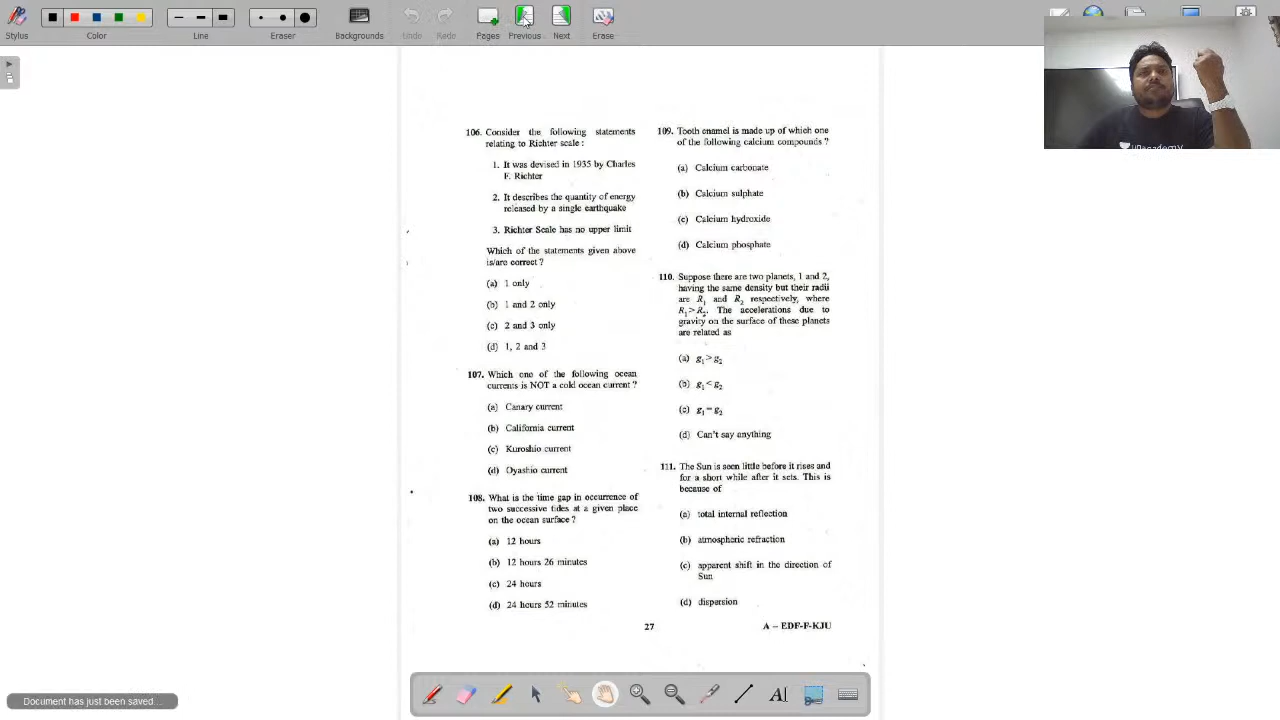 Stylus
Color
Line
Eraser
Backgrounds
Undo
Redo
Pages
Previous
Next
Erase
106. Consider the following statements
relating to Richter scale :
1. It was devised in 1935 by Charles
F. Richter
2. It describes the quantity of energy
released by a single earthquake
3. Richter Scale has no upper limit
Which of the statements given above
is/are correct ?
(a) 1 only
(b) 1 and 2 only
(c) 2 and 3 only
(d) 1, 2 and 3
107. Which one of the following ocean
currents is NOT a cold ocean current ?
(a) Canary current
(b) California current
(c) Kuroshio current
(d) Oyashio current
108. What is the time gap in occurrence of
two successive tides at a given place
on the ocean surface ?
(a) 12 hours
(b) 12 hours 26 minutes
(c) 24 hours
(d) 24 hours 52 minutes
109. Tooth enamel is made up of which one
of the following calcium compounds ?
(a) Calcium carbonate
(b) Calcium sulphate
(c) Calcium hydroxide
(d) Calcium phosphate
110. Suppose there are two planets, 1 and 2,
having the same density but their radii
are R₁ and R₂ respectively, where
R₁ > R₂. The accelerations due to
gravity on the surface of these planets
are related as
(a) g₁ > g₂
(b) g₁ < g₂
(c) g₁ = g₂
(d) Can't say anything
111. The Sun is seen little before it rises and
for a short while after it sets. This is
because of
(a) total internal reflection
(b) atmospheric refraction
(c) apparent shift in the direction of
Sun
(d) dispersion
27
A – EDF-F-KJU
Document has just been saved...